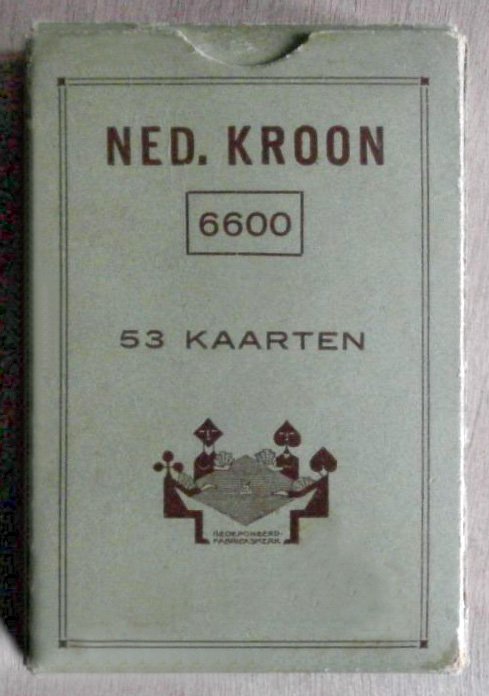 NED. KROON
6600
53 KAARTEN
GEDEPONEERD-
FABRIEKSMERK